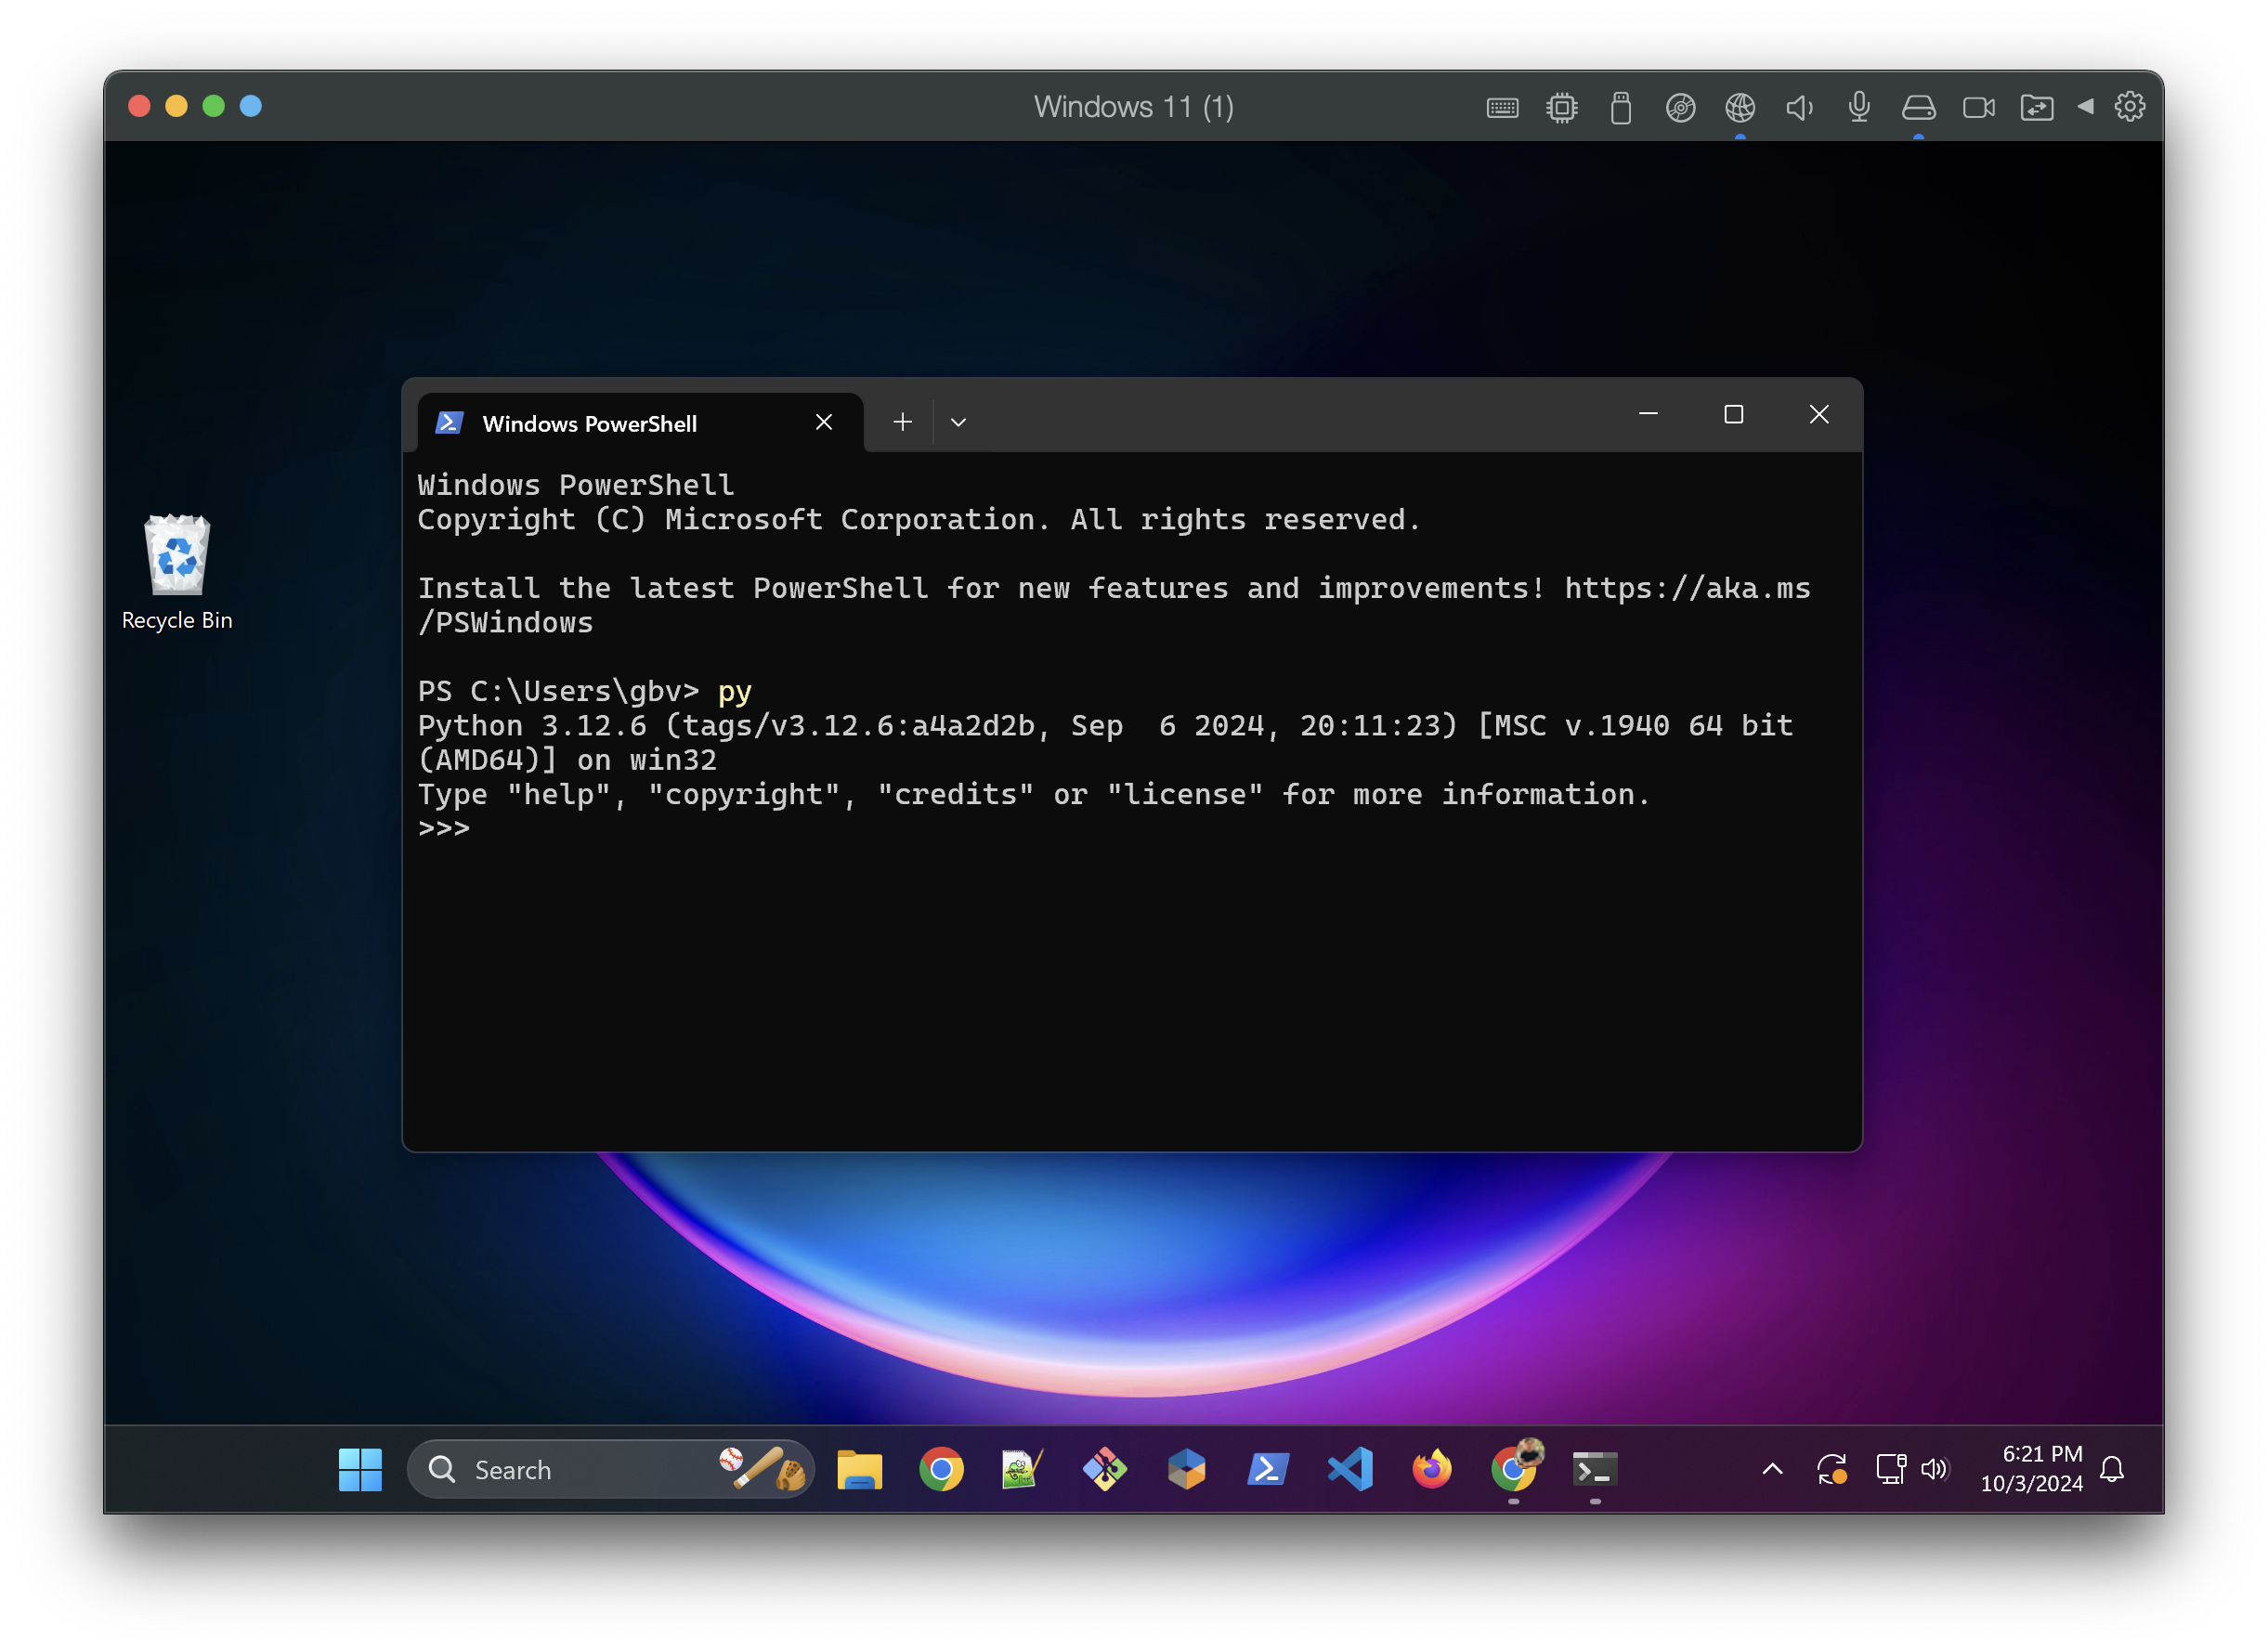 Windows 11 (1)
Windows PowerShell
Windows PowerShell
Copyright (C) Microsoft Corporation. All rights reserved.
Install the latest PowerShell for new features and improvements! https://aka.ms
/PSWindows
PS C:\Users\gbv> py
Python 3.12.6 (tags/v3.12.6:a4a2d2b, Sep  6 2024, 20:11:23) [MSC v.1940 64 bit
(AMD64)] on win32
Type "help", "copyright", "credits" or "license" for more information.
>>>
Recycle Bin
Search
6:21 PM
10/3/2024